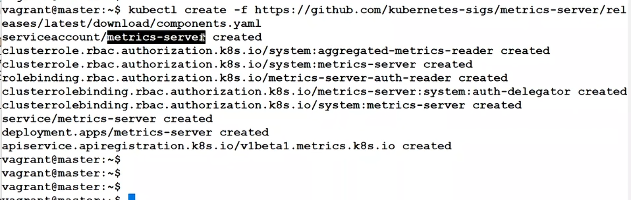 vagrant@master:~$ kubectl create -f https://github.com/kubernetes-sigs/metrics-server/rel
eases/latest/download/components.yaml
serviceaccount/metrics-server created
clusterrole.rbac.authorization.k8s.io/system:aggregated-metrics-reader created
clusterrole.rbac.authorization.k8s.io/system:metrics-server created
rolebinding.rbac.authorization.k8s.io/metrics-server-auth-reader created
clusterrolebinding.rbac.authorization.k8s.io/metrics-server:system:auth-delegator created
clusterrolebinding.rbac.authorization.k8s.io/system:metrics-server created
service/metrics-server created
deployment.apps/metrics-server created
apiservice.apiregistration.k8s.io/v1beta1.metrics.k8s.io created
vagrant@master:~$
vagrant@master:~$
vagrant@master:~$
vagrant@master:~$